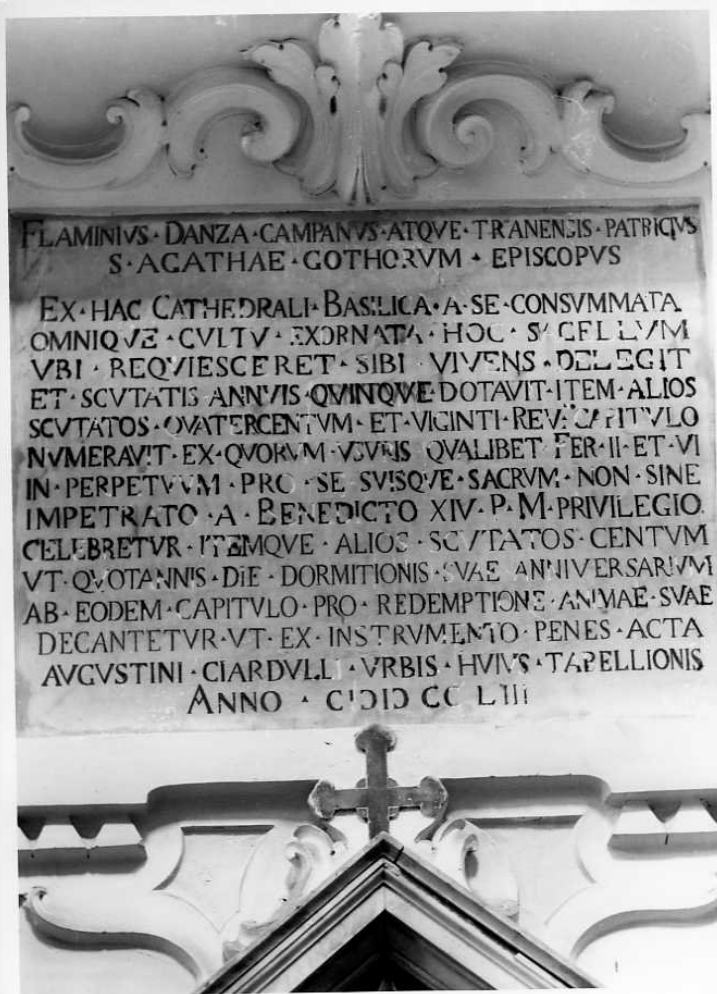 FLAMINIVS · DANZA · CAMPANVS · ATQVE · TRANENSIS · PATRICIVS
S · AGATHAE · GOTHORVM · EPISCOPVS
EX · HAC CATHEDRALI · BASILICA · A · SE · CONSVMMATA
OMNIQVE · CVLTV · EXORNATA · HOC · SACELLVM
VBI · REQVIESCERET · SIBI VIVENS · DELEGIT
ET · SCVTATIS ANNVIS QVINQVE DOTAVIT · ITEM · ALIOS
SCVTATOS · QVATERCENTVM · ET · VIGINTI · CAPITVLO
NVMERAVIT · EX · QVORVM · VSVRIS QVALIBET FER · II · ET · VI
IN · PERPETVVM · PRO · SE SVISQVE · SACRVM · NON · SINE
IMPETRATO · A · BENEDICTO XIV · P · M · PRIVILEGIO
CELEBRETVR · ITEMQVE · ALIOS · SCVTATOS · CENTVM
VT · QVOTANNIS · DIE · DORMITIONIS · SVAE ANNIVERSARIVM
AB · EODEM · CAPITVLO · PRO · REDEMPTIONE · ANIMAE · SVAE
DECANTETVR · VT · EX · INSTRVMENTO · PENES · ACTA
AVGVSTINI · CIARDVLLI · VRBIS · HVIVS · TABELLIONIS
ANNO · CIƆIƆ CC LIII